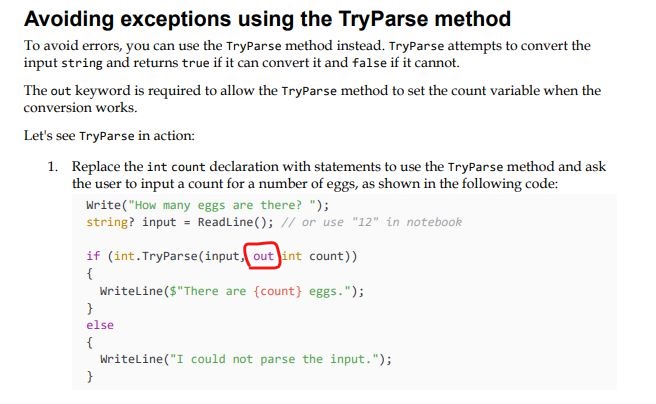 Avoiding exceptions using the TryParse method
To avoid errors, you can use the TryParse method instead. TryParse attempts to convert the
input string and returns true if it can convert it and false if it cannot.
The out keyword is required to allow the TryParse method to set the count variable when the
conversion works.
Let's see TryParse in action:
1. Replace the int count declaration with statements to use the TryParse method and ask
the user to input a count for a number of eggs, as shown in the following code:
Write("How many eggs are there? ");
string? input = ReadLine(); // or use "12" in notebook
if (int.TryParse(input, out int count))
{
WriteLine($"There are {count} eggs.");
}
else
{
WriteLine("I could not parse the input.");
}